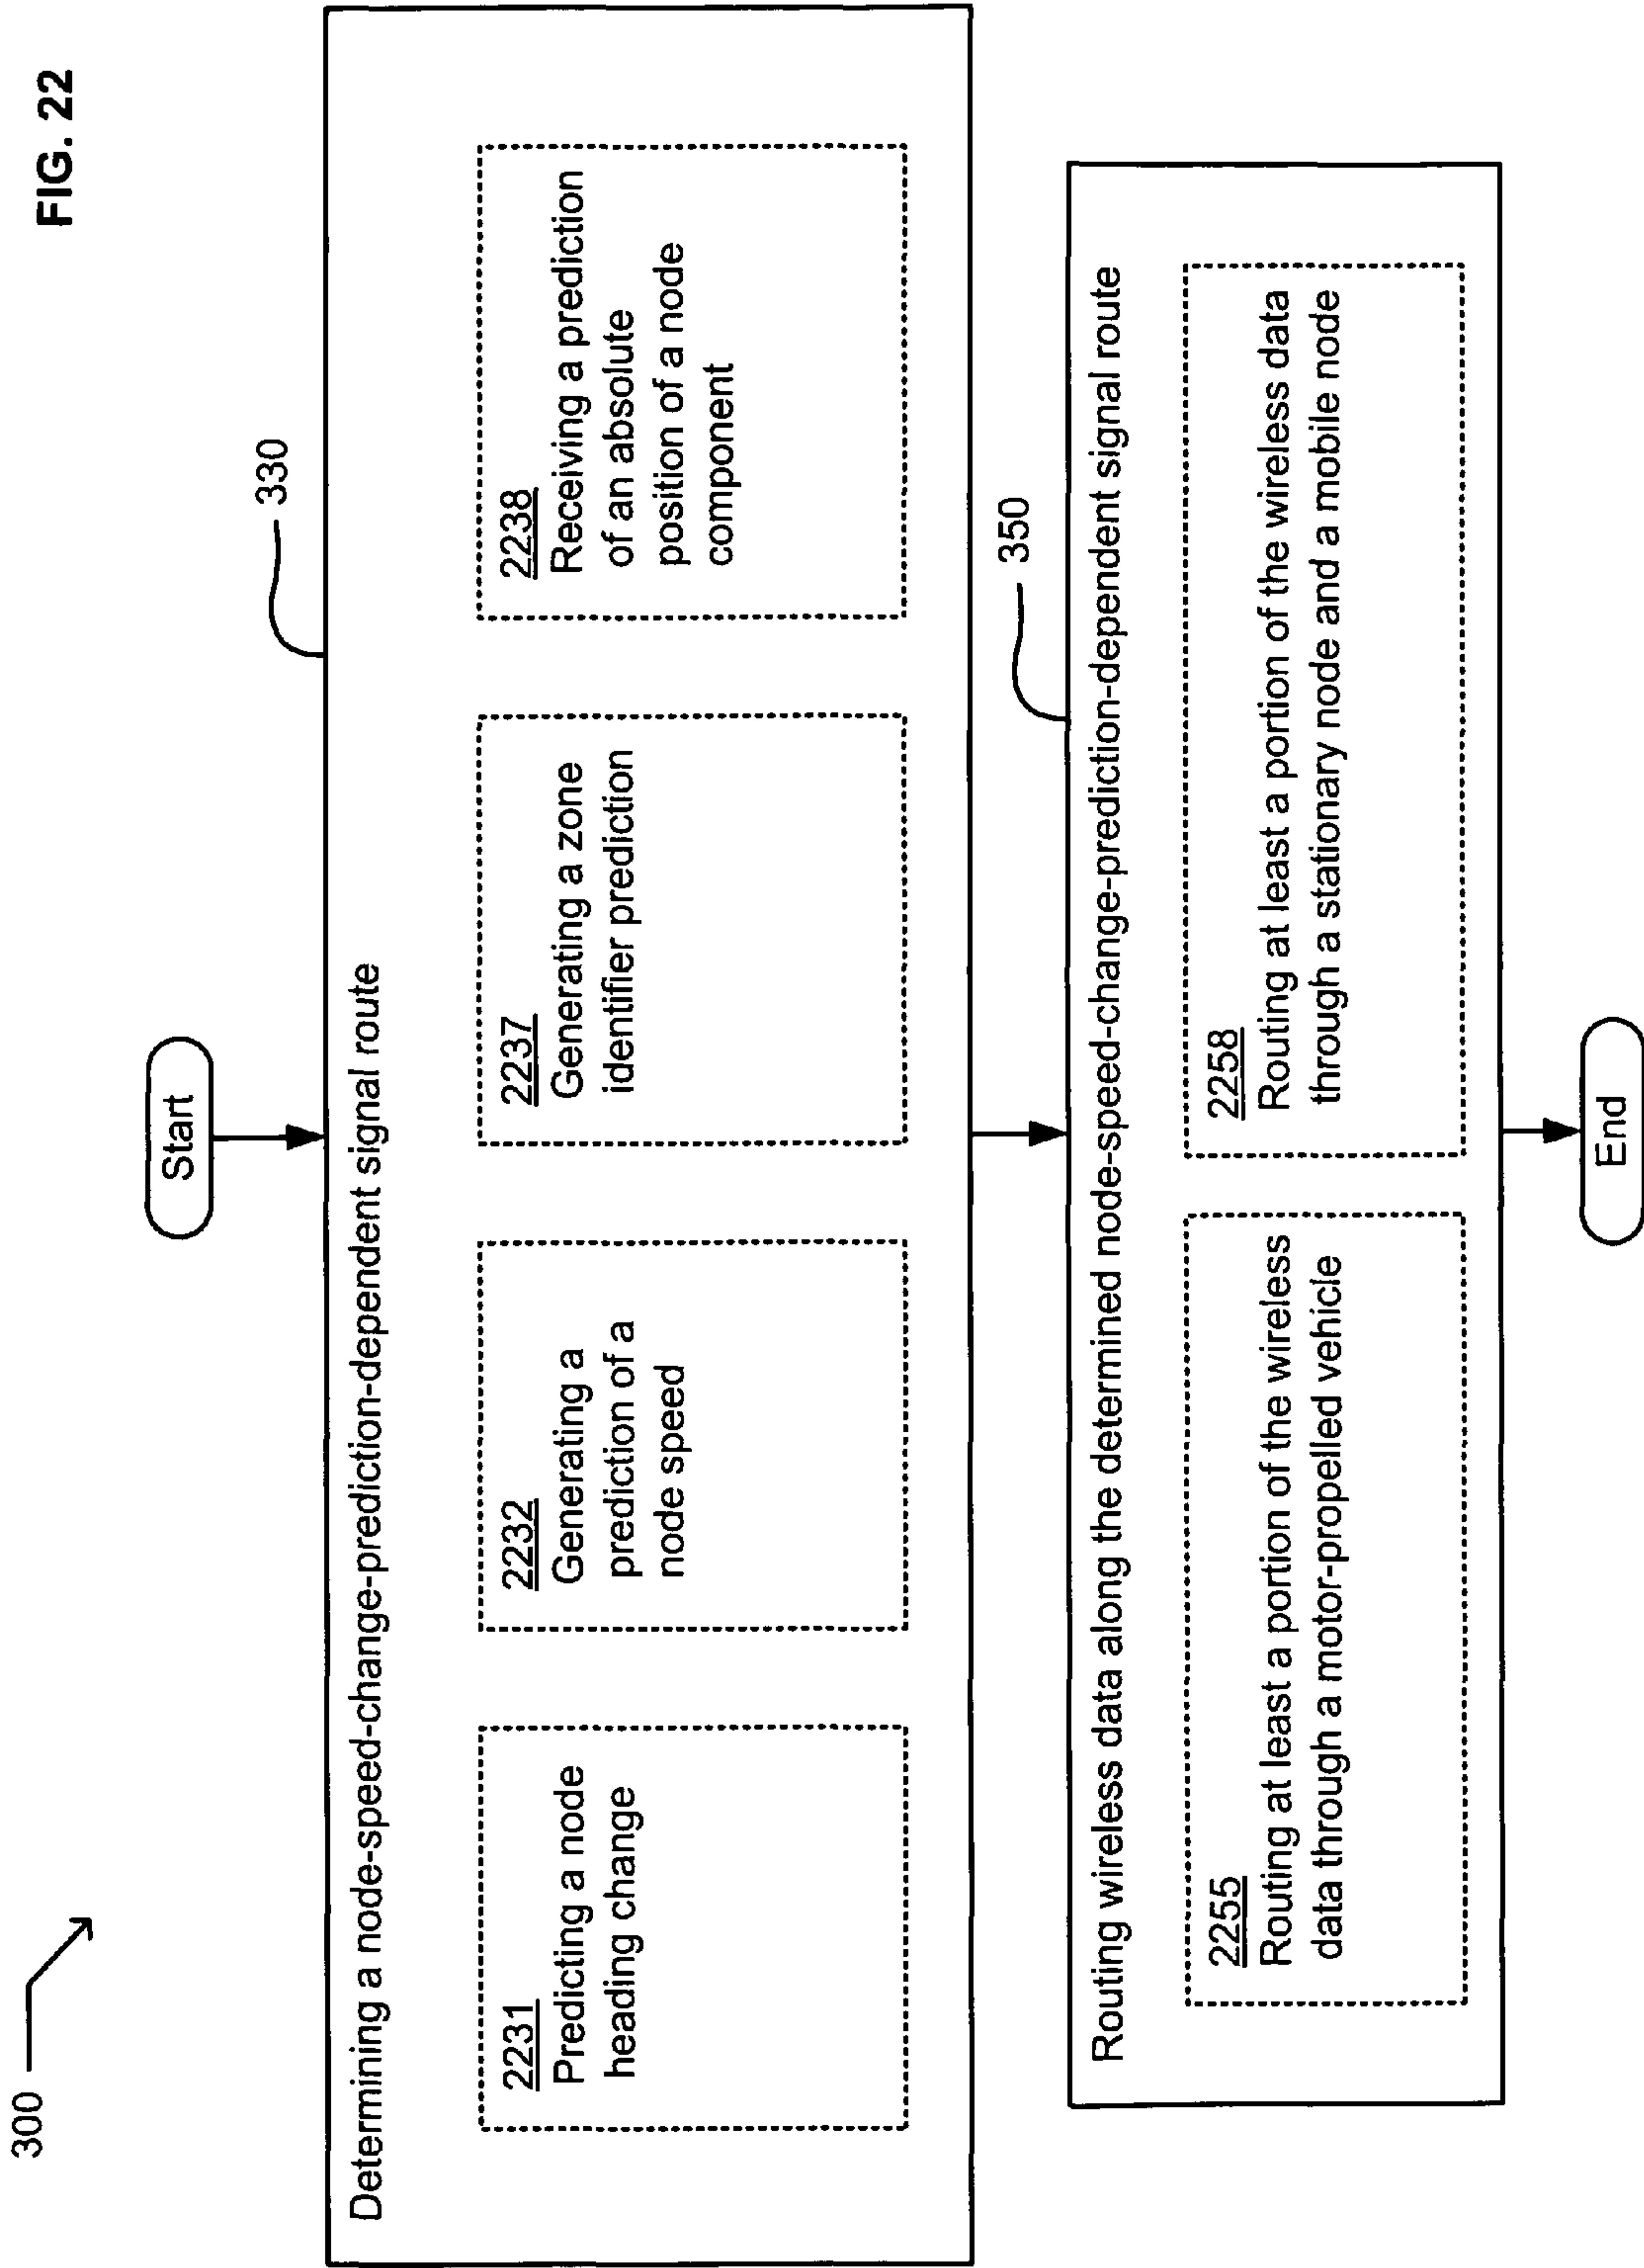 300
FIG. 22
Start
330
Determining a node-speed-change-prediction-dependent signal route
2231
Predicting a node
heading change
2232
Generating a
prediction of a
node speed
2237
Generating a zone
identifier prediction
2238
Receiving a prediction
of an absolute
position of a node
component
350
Routing wireless data along the determined node-speed-change-prediction-dependent signal route
2255
Routing at least a portion of the wireless
data through a motor-propelled vehicle
2258
Routing at least a portion of the wireless data
through a stationary node and a mobile node
End